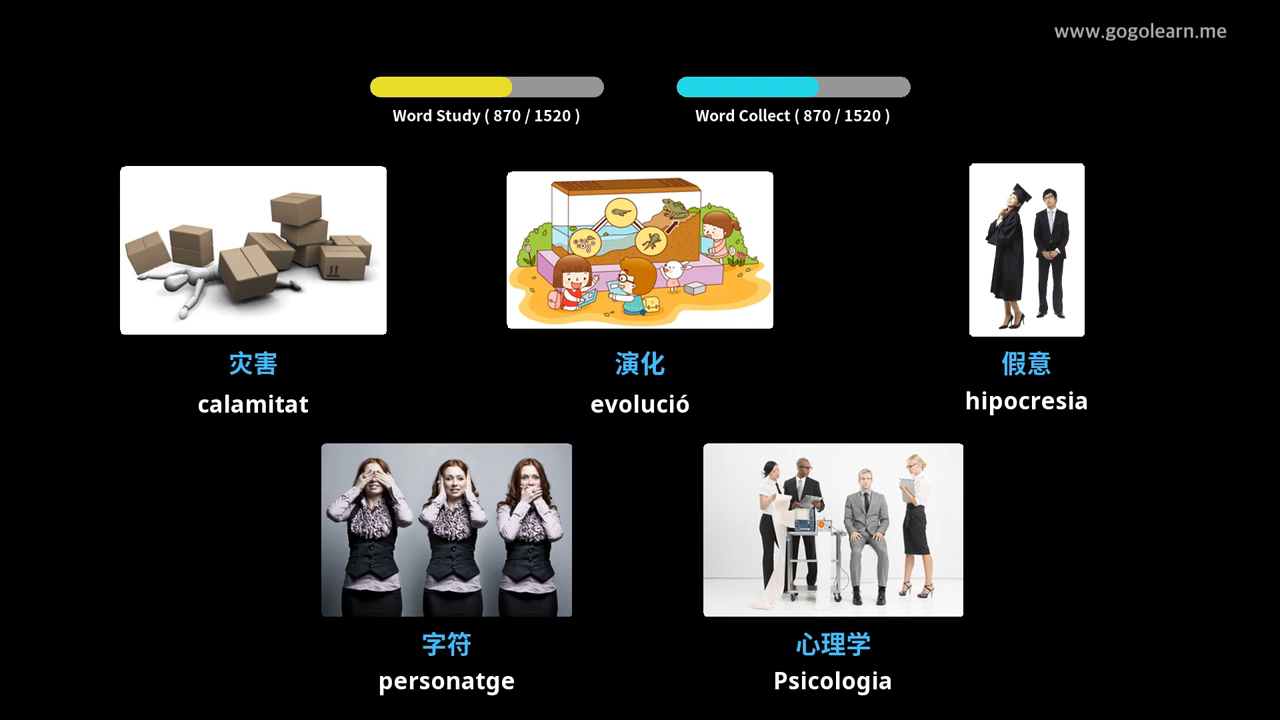 www.gogolearn.me
Word Study ( 870 / 1520 )
Word Collect ( 870 / 1520 )
灾害
calamitat
演化
evolució
假意
hipocresia
字符
personatge
心理学
Psicologia